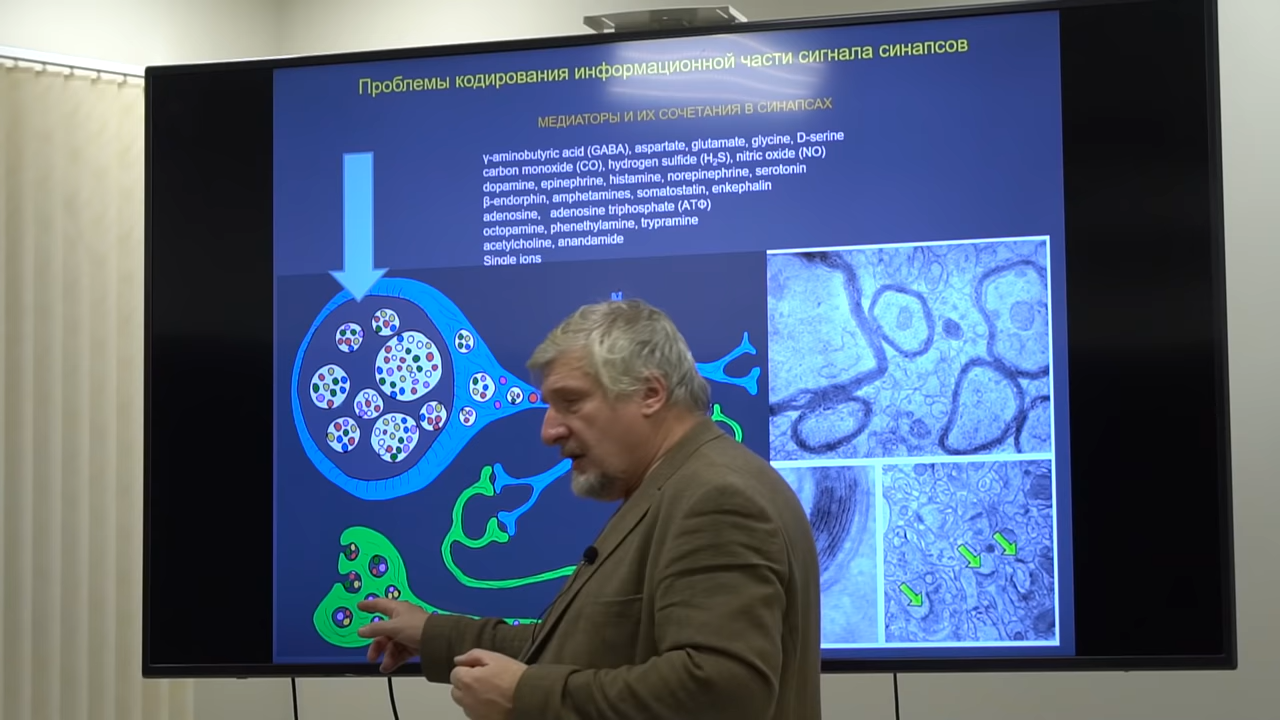 Проблемы кодирования информационной части сигнала синапсов
МЕДИАТОРЫ И ИХ СОЧЕТАНИЯ В СИНАПСАХ
γ-aminobutyric acid (GABA), aspartate, glutamate, glycine, D-serine
carbon monoxide (CO), hydrogen sulfide (H₂S), nitric oxide (NO)
dopamine, epinephrine, histamine, norepinephrine, serotonin
β-endorphin, amphetamines, somatostatin, enkephalin
adenosine, adenosine triphosphate (АТФ)
octopamine, phenethylamine, trypramine
acetylcholine, anandamide
Single ions